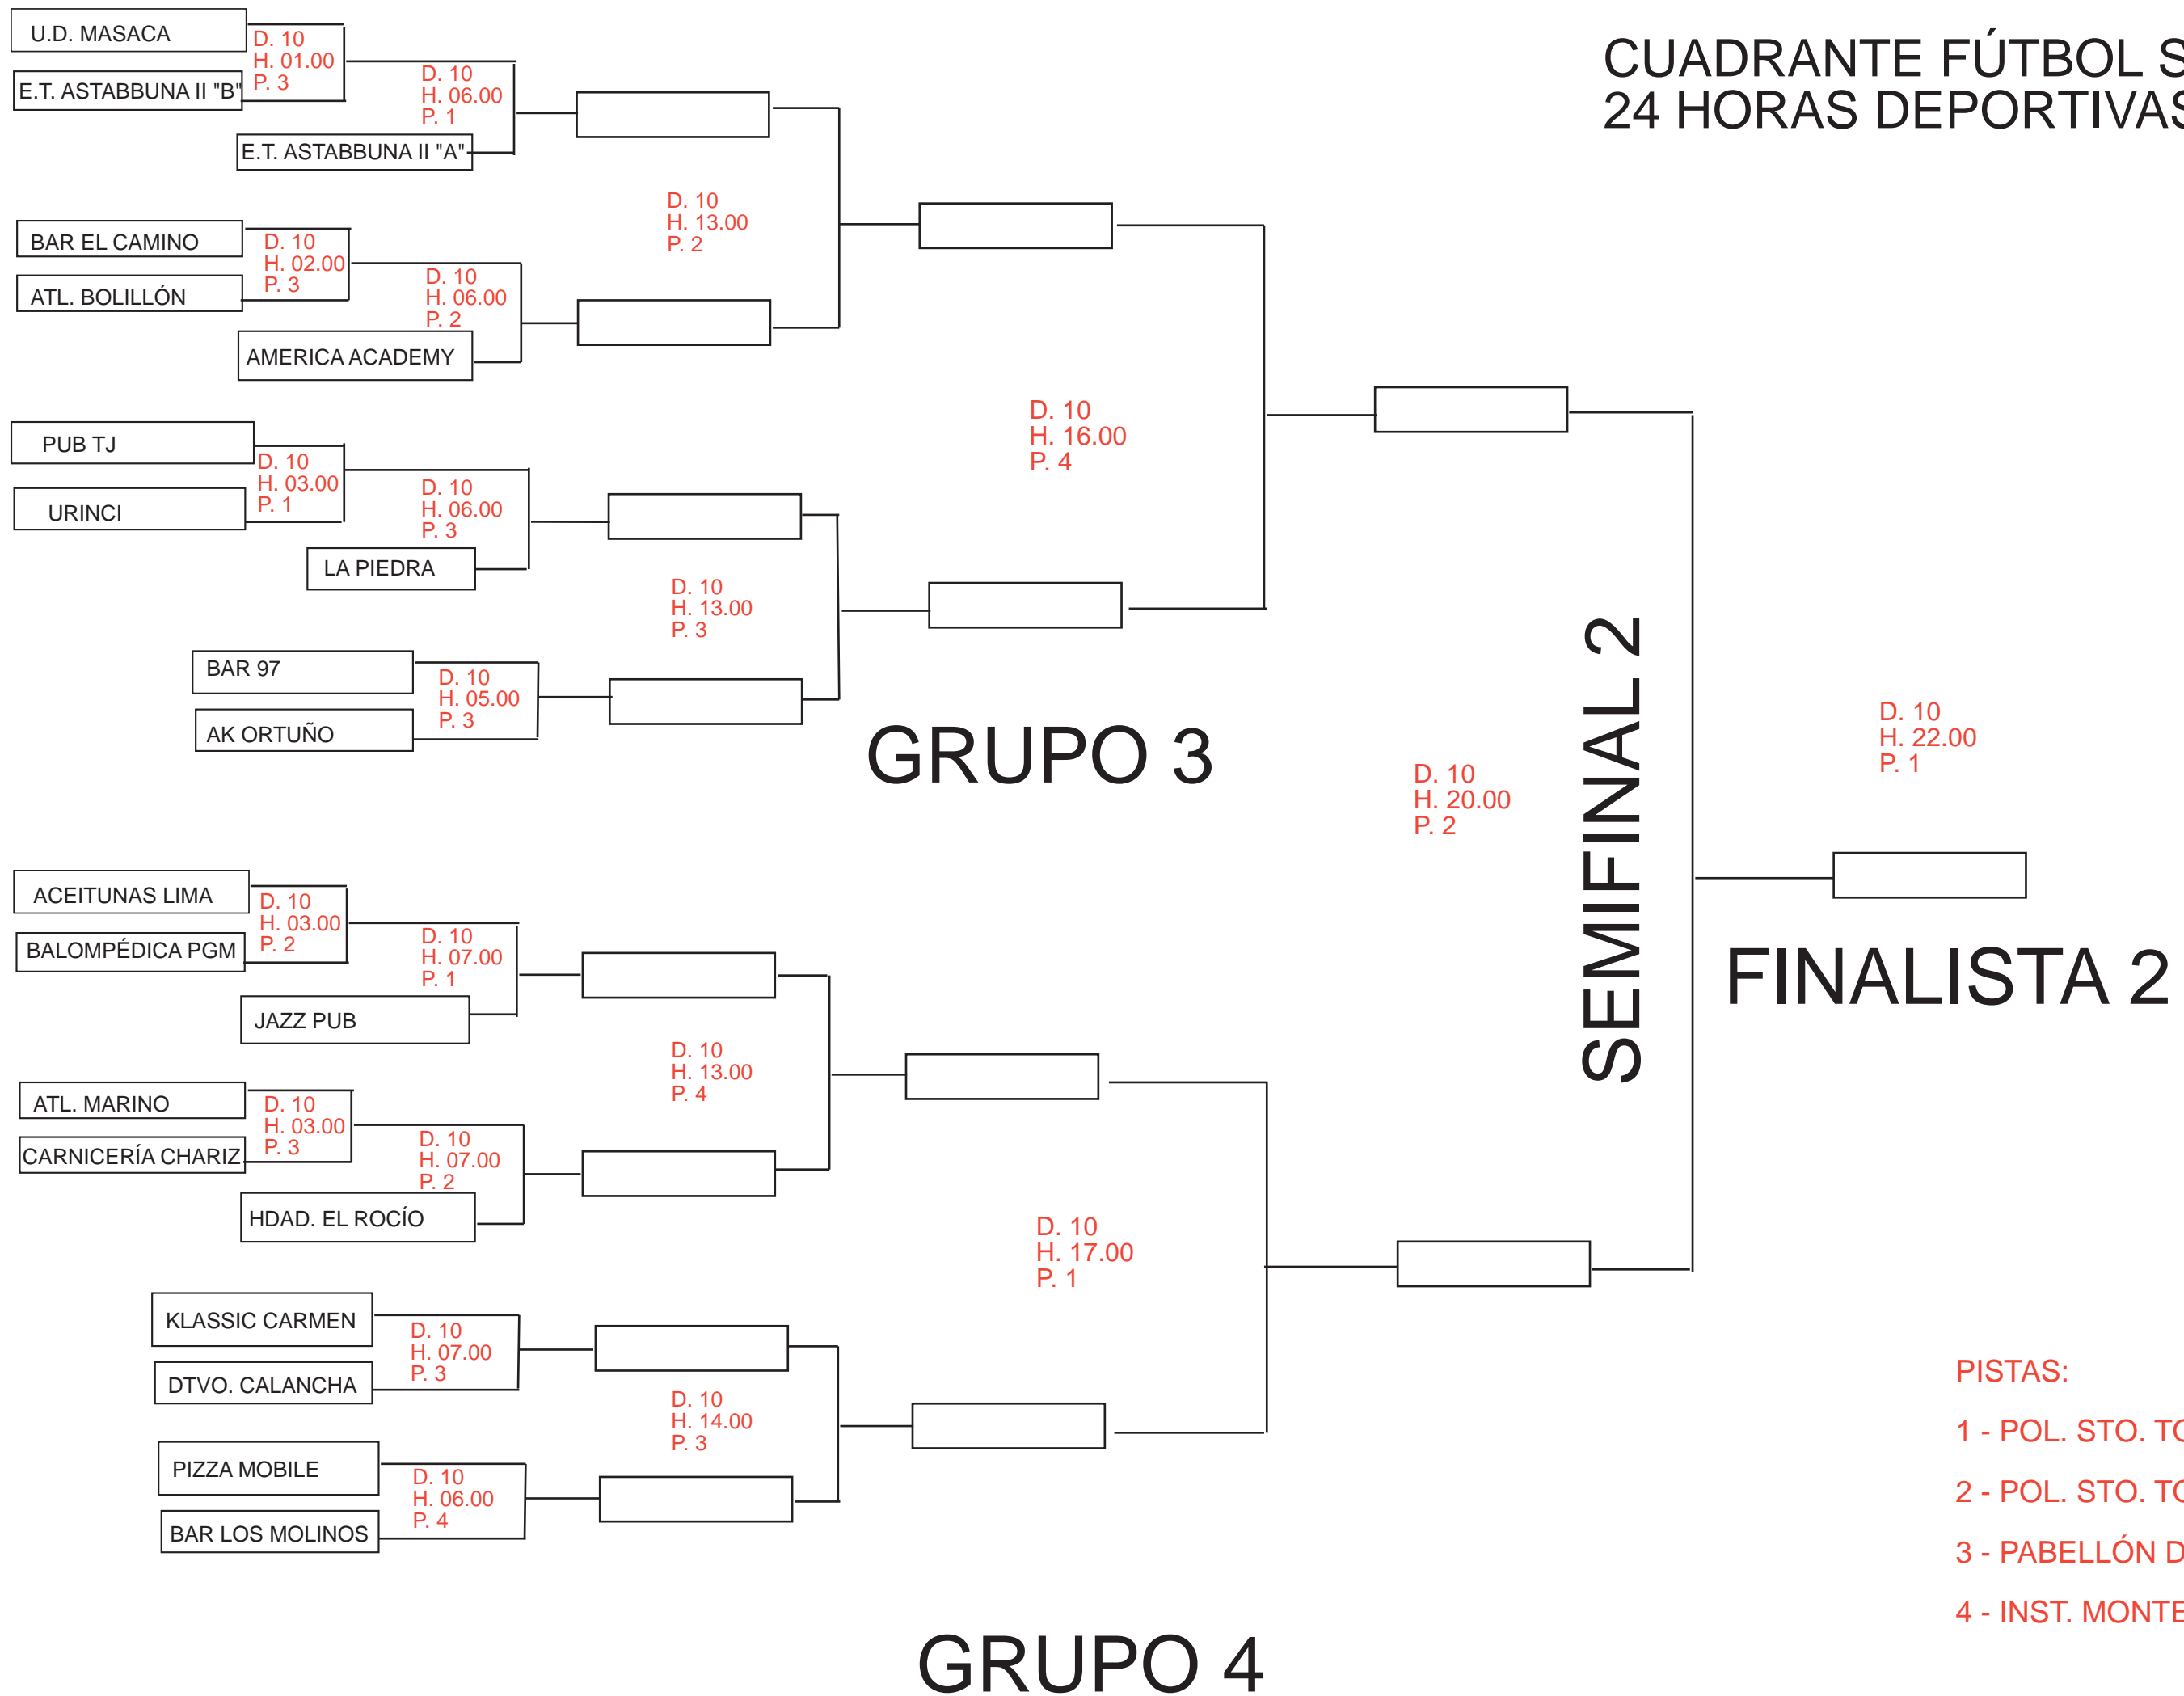 CUADRANTE FÚTBOL
24 HORAS DEPORTIVAS
U.D. MASACA
D. 10
H. 01.00
P. 3
E.T. ASTABBUNA II "B"
D. 10
H. 06.00
P. 1
E.T. ASTABBUNA II "A"
D. 10
H. 13.00
P. 2
BAR EL CAMINO
D. 10
H. 02.00
P. 3
ATL. BOLILLÓN
D. 10
H. 06.00
P. 2
AMERICA ACADEMY
D. 10
H. 16.00
P. 4
PUB TJ
D. 10
H. 03.00
P. 1
URINCI
D. 10
H. 06.00
P. 3
LA PIEDRA
D. 10
H. 13.00
P. 3
BAR 97
D. 10
H. 05.00
P. 3
AK ORTUÑO
GRUPO 3
D. 10
H. 20.00
P. 2
SEMIFINAL 2
D. 10
H. 22.00
P. 1
FINALISTA 2
ACEITUNAS LIMA
D. 10
H. 03.00
P. 2
BALOMPÉDICA PGM
D. 10
H. 07.00
P. 1
JAZZ PUB
D. 10
H. 13.00
P. 4
ATL. MARINO
D. 10
H. 03.00
P. 3
CARNICERÍA CHARIZ
D. 10
H. 07.00
P. 2
HDAD. EL ROCÍO
D. 10
H. 17.00
P. 1
KLASSIC CARMEN
D. 10
H. 07.00
P. 3
DTVO. CALANCHA
D. 10
H. 14.00
P. 3
PIZZA MOBILE
D. 10
H. 06.00
P. 4
BAR LOS MOLINOS
GRUPO 4
PISTAS:
1 - POL. STO.
2 - POL. STO.
3 - PABELLÓN
4 - INST.